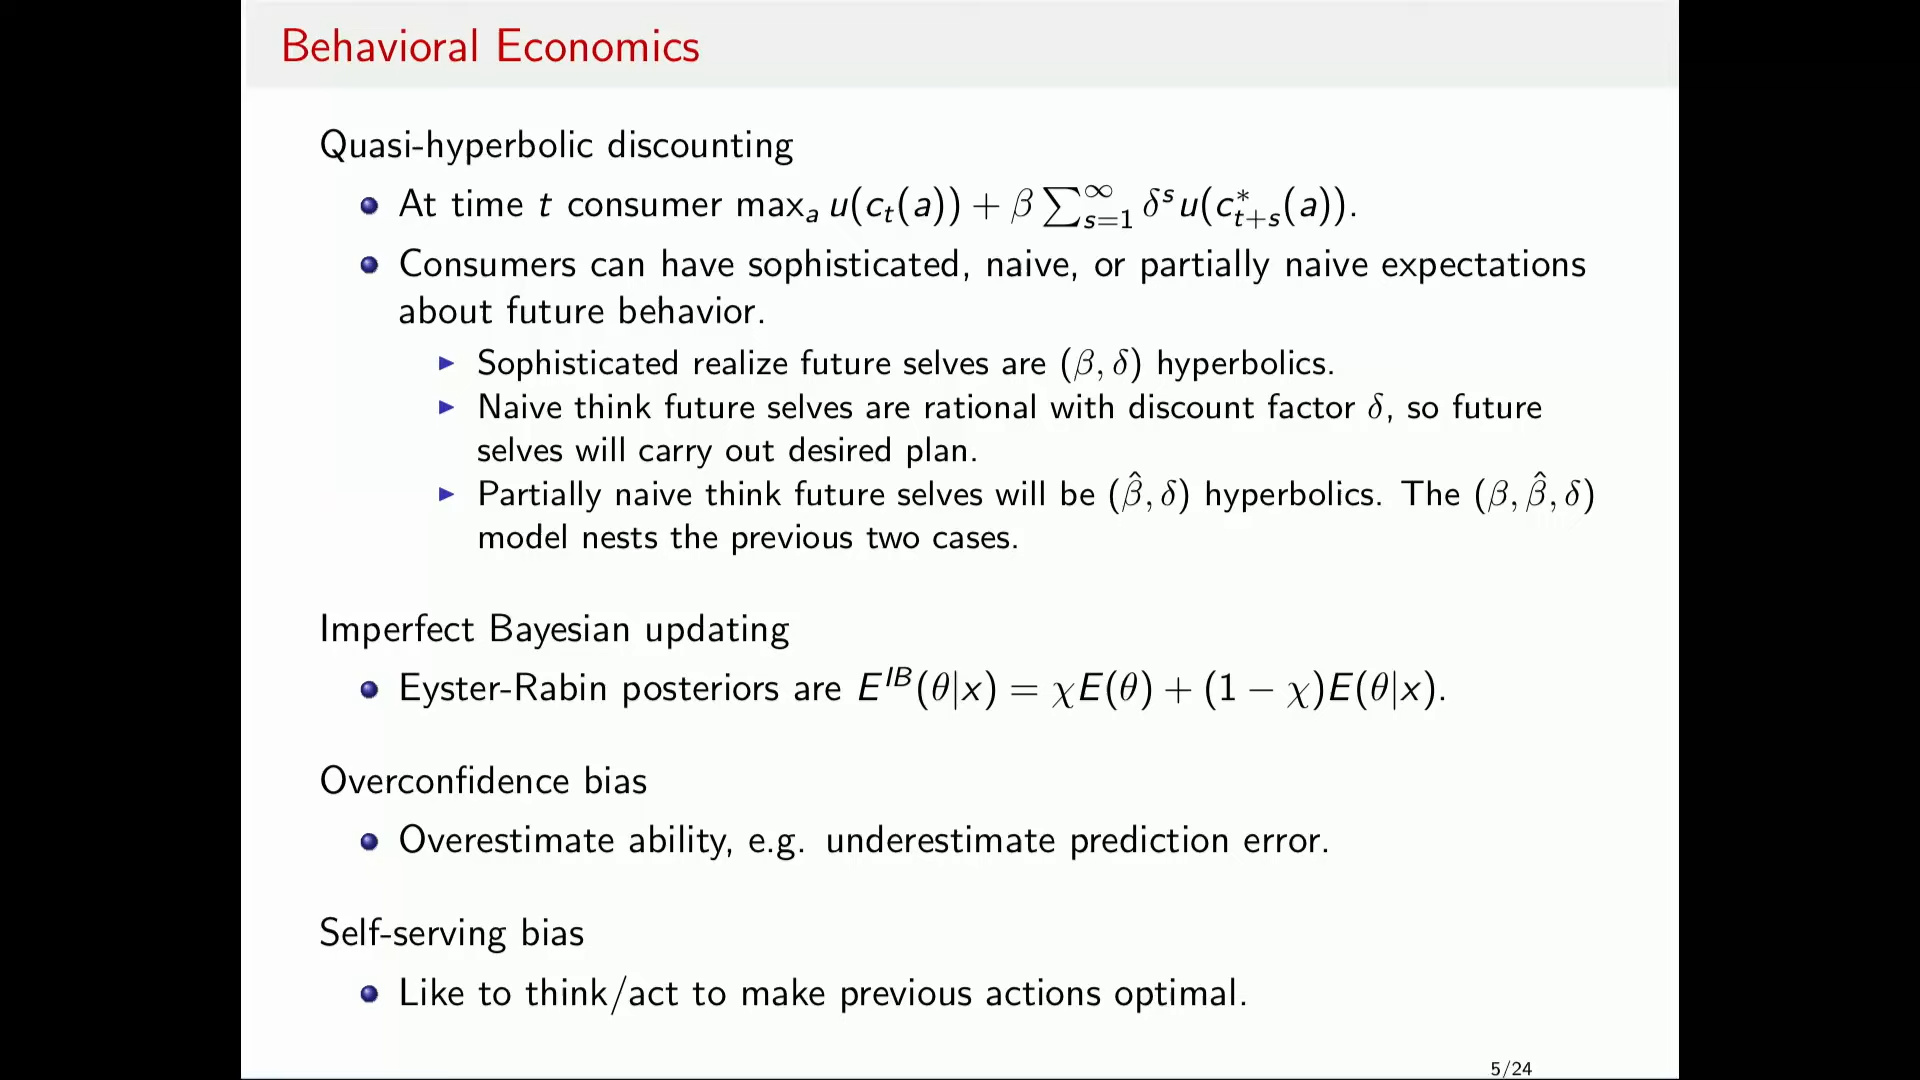 Behavioral Economics
Quasi-hyperbolic discounting
• At time t consumer maxₐ u(cₜ(a)) + β ∑_{s=1}^{∞} δˢu(c*_{t+s}(a)).
• Consumers can have sophisticated, naive, or partially naive expectations
about future behavior.
▶ Sophisticated realize future selves are (β, δ) hyperbolics.
▶ Naive think future selves are rational with discount factor δ, so future
selves will carry out desired plan.
▶ Partially naive think future selves will be (β̂, δ) hyperbolics. The (β, β̂, δ)
model nests the previous two cases.
Imperfect Bayesian updating
• Eyster-Rabin posteriors are E^{IB}(θ|x) = χE(θ) + (1 − χ)E(θ|x).
Overconfidence bias
• Overestimate ability, e.g. underestimate prediction error.
Self-serving bias
• Like to think/act to make previous actions optimal.
5/24